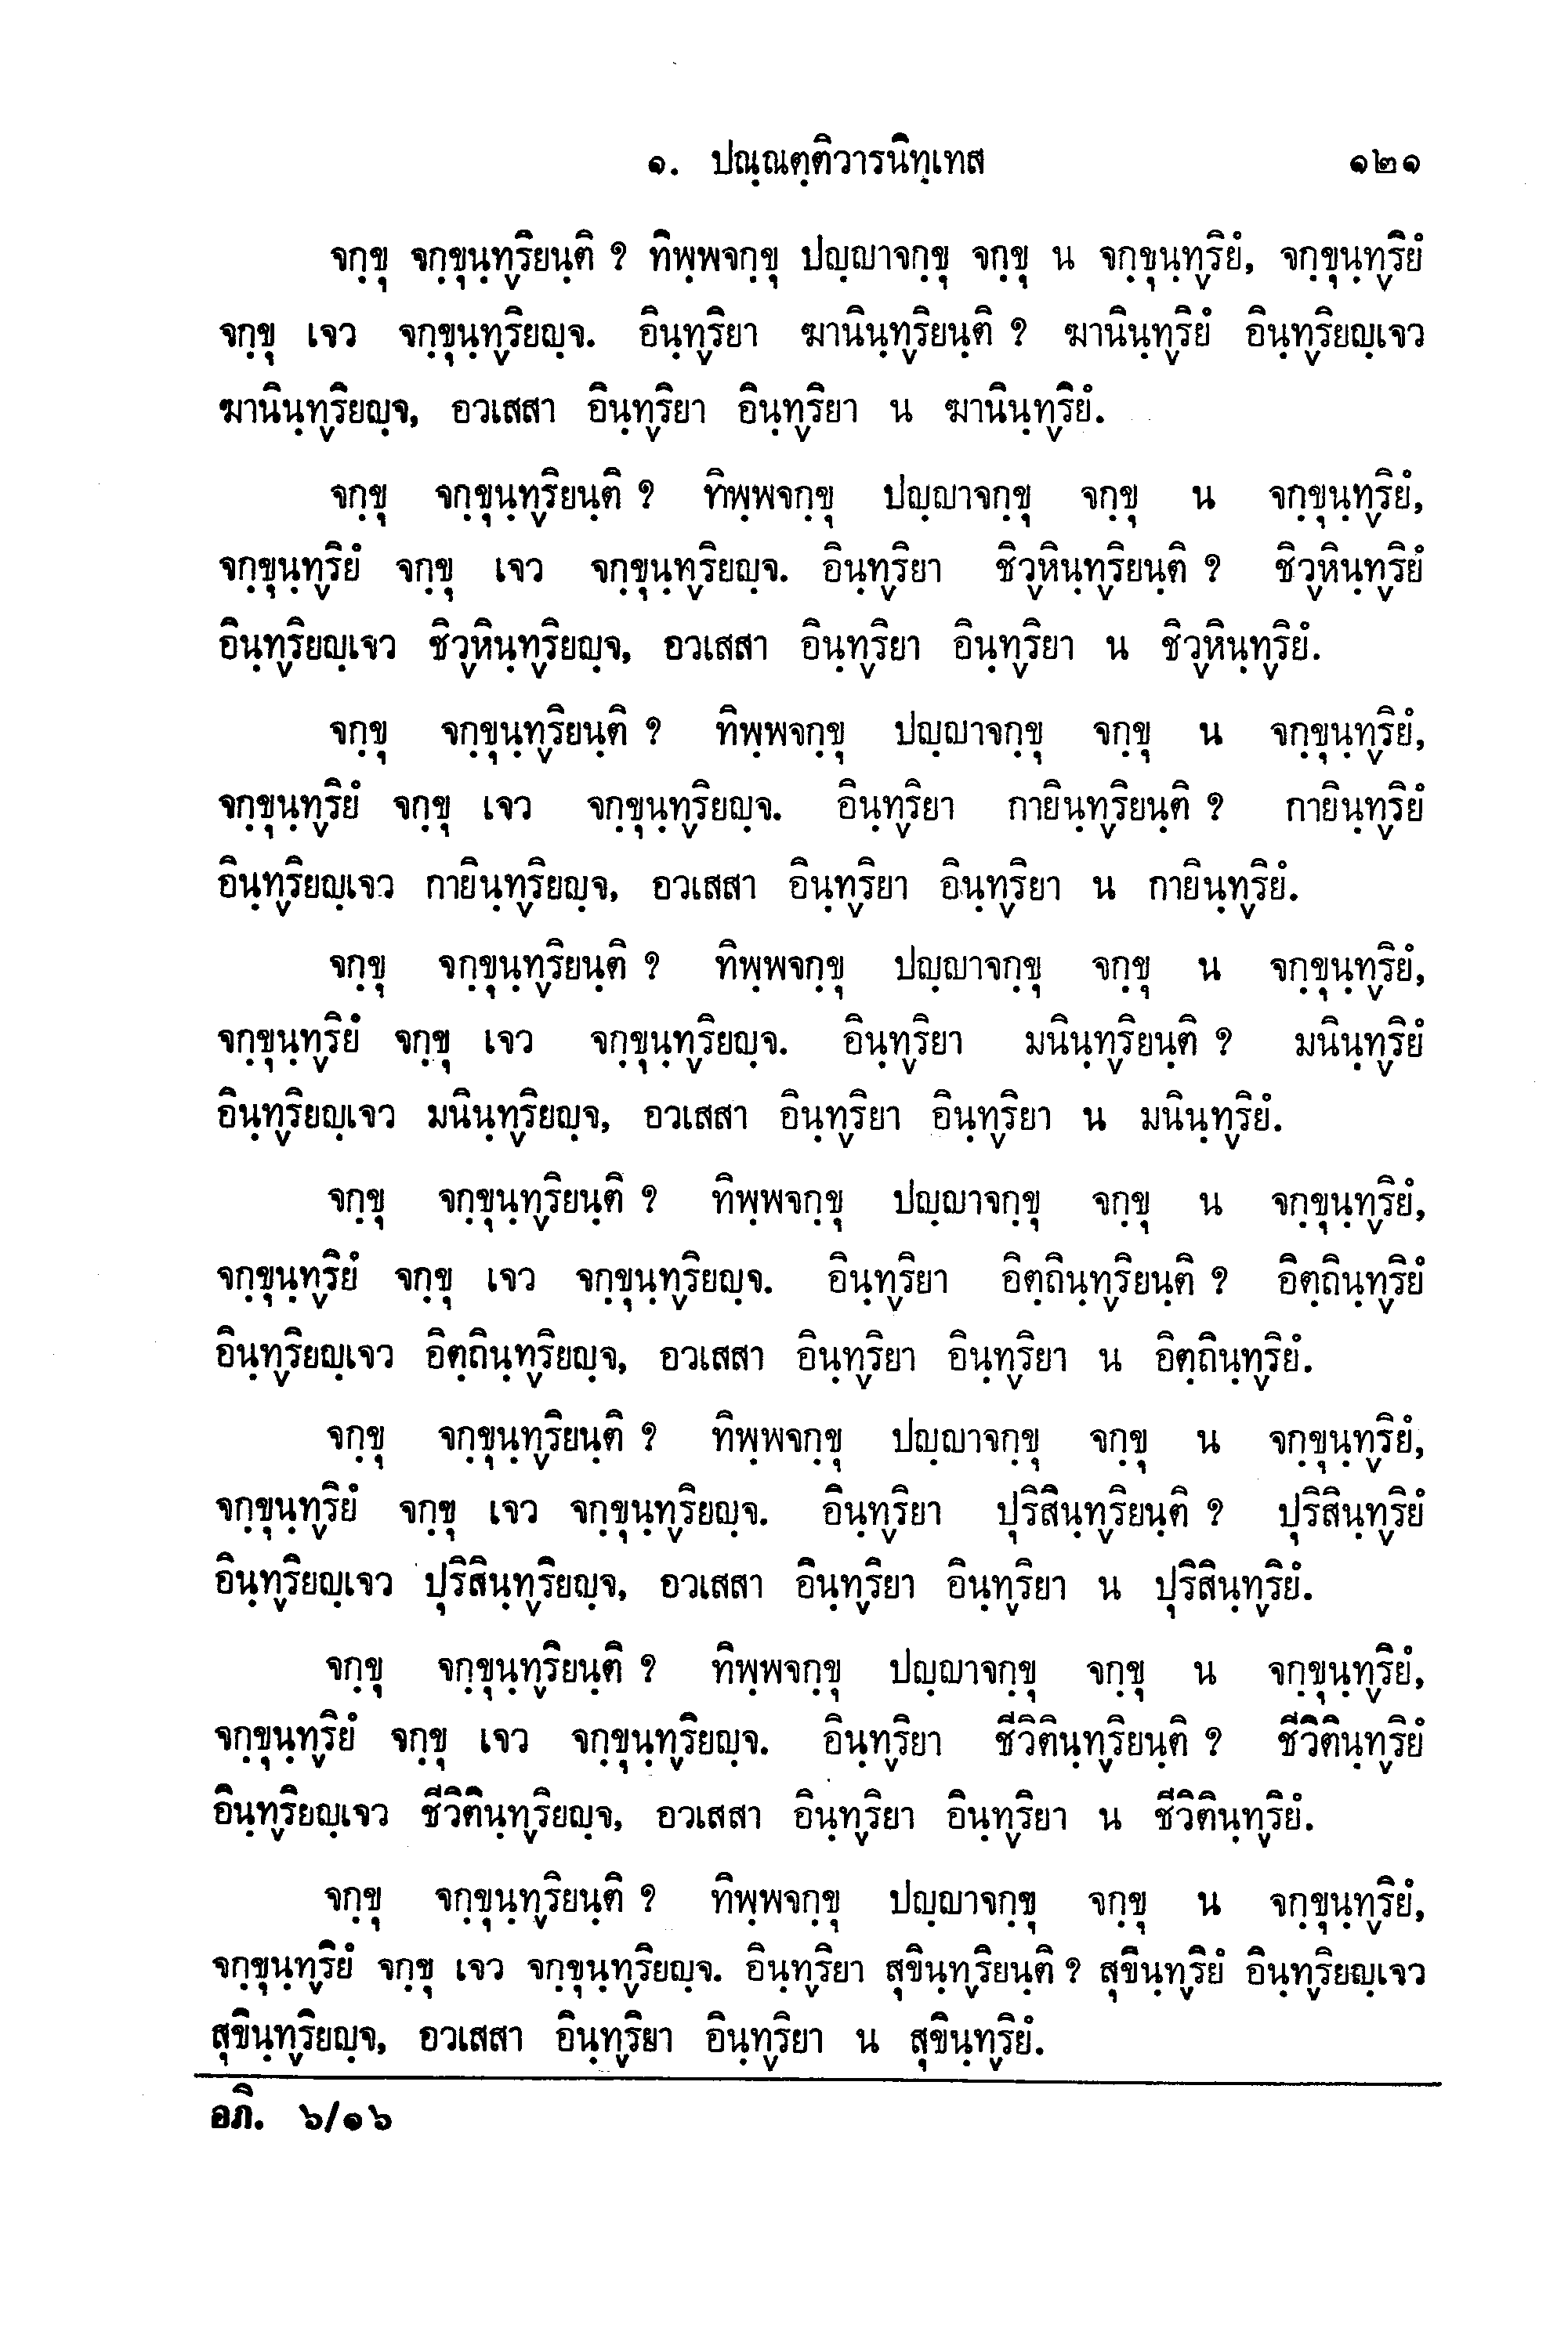 ๑. ปณฺณตฺติวารนิทฺเทส ๑๒๑
จกฺขุ จกฺขุนฺท๎ริยนฺติ ? ทิพฺพจกฺขุ ปญฺญาจกฺขุ จกฺขุ น จกฺขุนฺท๎ริยํ, จกฺขุนฺท๎ริยํ
จกฺขุ เจว จกฺขุนฺท๎ริยญฺจ. อินฺท๎ริยา ฆานินฺท๎ริยนฺติ ? ฆานินฺท๎ริยํ อินฺท๎ริยญฺเจว
ฆานินฺท๎ริยญฺจ, อวเสสา อินฺท๎ริยา อินฺท๎ริยา น ฆานินฺท๎ริยํ.
จกฺขุ จกฺขุนฺท๎ริยนฺติ ? ทิพฺพจกฺขุ ปญฺญาจกฺขุ จกฺขุ น จกฺขุนฺท๎ริยํ,
จกฺขุนฺท๎ริยํ จกฺขุ เจว จกฺขุนฺท๎ริยญฺจ. อินฺท๎ริยา ชิว๎หินฺท๎ริยนฺติ ? ชิว๎หินฺท๎ริยํ
อินฺท๎ริยญฺเจว ชิว๎หินฺท๎ริยญฺจ, อวเสสา อินฺท๎ริยา อินฺท๎ริยา น ชิว๎หินฺท๎ริยํ.
จกฺขุ จกฺขุนฺท๎ริยนฺติ ? ทิพฺพจกฺขุ ปญฺญาจกฺขุ จกฺขุ น จกฺขุนฺท๎ริยํ,
จกฺขุนฺท๎ริยํ จกฺขุ เจว จกฺขุนฺท๎ริยญฺจ. อินฺท๎ริยา กายินฺท๎ริยนฺติ ? กายินฺท๎ริยํ
อินฺท๎ริยญฺเจว กายินฺท๎ริยญฺจ, อวเสสา อินฺท๎ริยา อินฺท๎ริยา น กายินฺท๎ริยํ.
จกฺขุ จกฺขุนฺท๎ริยนฺติ ? ทิพฺพจกฺขุ ปญฺญาจกฺขุ จกฺขุ น จกฺขุนฺท๎ริยํ,
จกฺขุนฺท๎ริยํ จกฺขุ เจว จกฺขุนฺท๎ริยญฺจ. อินฺท๎ริยา มนินฺท๎ริยนฺติ ? มนินฺท๎ริยํ
อินฺท๎ริยญฺเจว มนินฺท๎ริยญฺจ, อวเสสา อินฺท๎ริยา อินฺท๎ริยา น มนินฺท๎ริยํ.
จกฺขุ จกฺขุนฺท๎ริยนฺติ ? ทิพฺพจกฺขุ ปญฺญาจกฺขุ จกฺขุ น จกฺขุนฺท๎ริยํ,
จกฺขุนฺท๎ริยํ จกฺขุ เจว จกฺขุนฺท๎ริยญฺจ. อินฺท๎ริยา อิตฺถินฺท๎ริยนฺติ ? อิตฺถินฺท๎ริยํ
อินฺท๎ริยญฺเจว อิตฺถินฺท๎ริยญฺจ, อวเสสา อินฺท๎ริยา อินฺท๎ริยา น อิตฺถินฺท๎ริยํ.
จกฺขุ จกฺขุนฺท๎ริยนฺติ ? ทิพฺพจกฺขุ ปญฺญาจกฺขุ จกฺขุ น จกฺขุนฺท๎ริยํ,
จกฺขุนฺท๎ริยํ จกฺขุ เจว จกฺขุนฺท๎ริยญฺจ. อินฺท๎ริยา ปุริสินฺท๎ริยนฺติ ? ปุริสินฺท๎ริยํ
อินฺท๎ริยญฺเจว ปุริสินฺท๎ริยญฺจ, อวเสสา อินฺท๎ริยา อินฺท๎ริยา น ปุริสินฺท๎ริยํ.
จกฺขุ จกฺขุนฺท๎ริยนฺติ ? ทิพฺพจกฺขุ ปญฺญาจกฺขุ จกฺขุ น จกฺขุนฺท๎ริยํ,
จกฺขุนฺท๎ริยํ จกฺขุ เจว จกฺขุนฺท๎ริยญฺจ. อินฺท๎ริยา ชีวิตินฺท๎ริยนฺติ ? ชีวิตินฺท๎ริยํ
อินฺท๎ริยญฺเจว ชีวิตินฺท๎ริยญฺจ, อวเสสา อินฺท๎ริยา อินฺท๎ริยา น ชีวิตินฺท๎ริยํ.
จกฺขุ จกฺขุนฺท๎ริยนฺติ ? ทิพฺพจกฺขุ ปญฺญาจกฺขุ จกฺขุ น จกฺขุนฺท๎ริยํ,
จกฺขุนฺท๎ริยํ จกฺขุ เจว จกฺขุนฺท๎ริยญฺจ. อินฺท๎ริยา สุขินฺท๎ริยนฺติ ? สุขินฺท๎ริยํ อินฺท๎ริยญฺเจว
สุขินฺท๎ริยญฺจ, อวเสสา อินฺท๎ริยา อินฺท๎ริยา น สุขินฺท๎ริยํ.
อภิ. ๖/๑๖